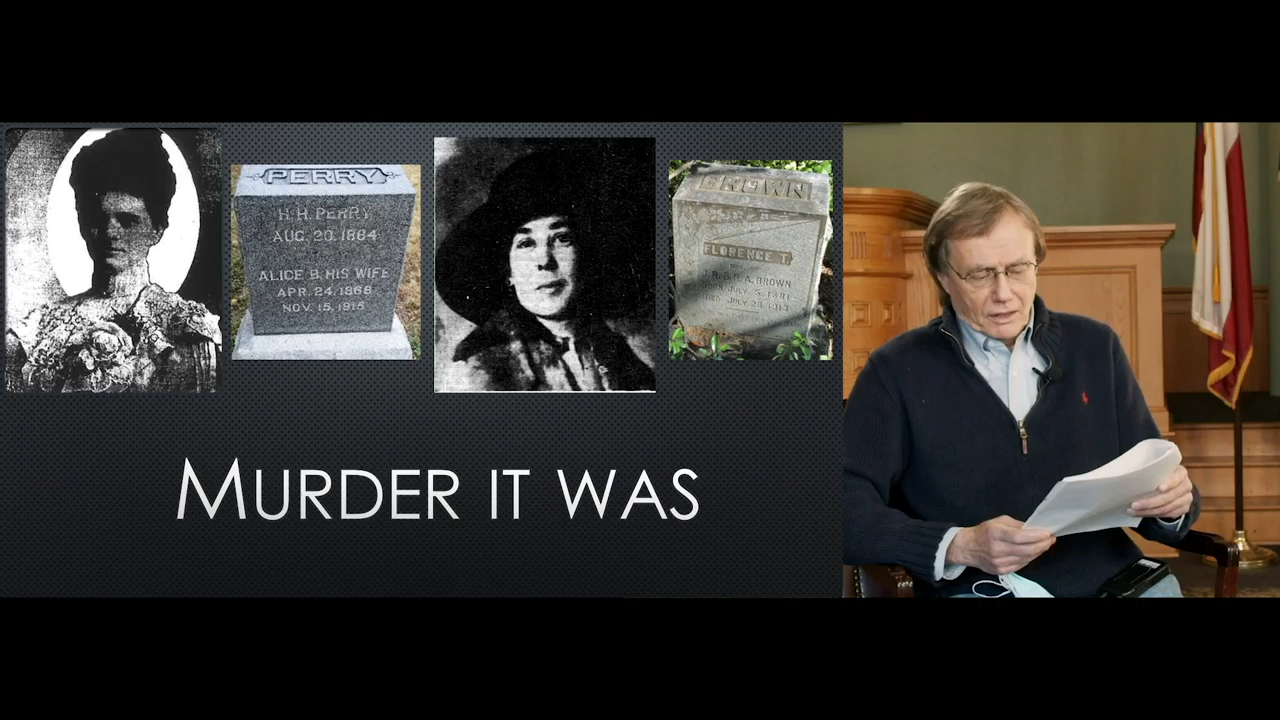 PERRY
H. H. PERRY
AUG. 20. 1864
ALICE B. HIS WIFE
APR. 24. 1868
NOV. 15. 1915
BROWN
FLORENCE T.
A. BROWN
MURDER IT WAS